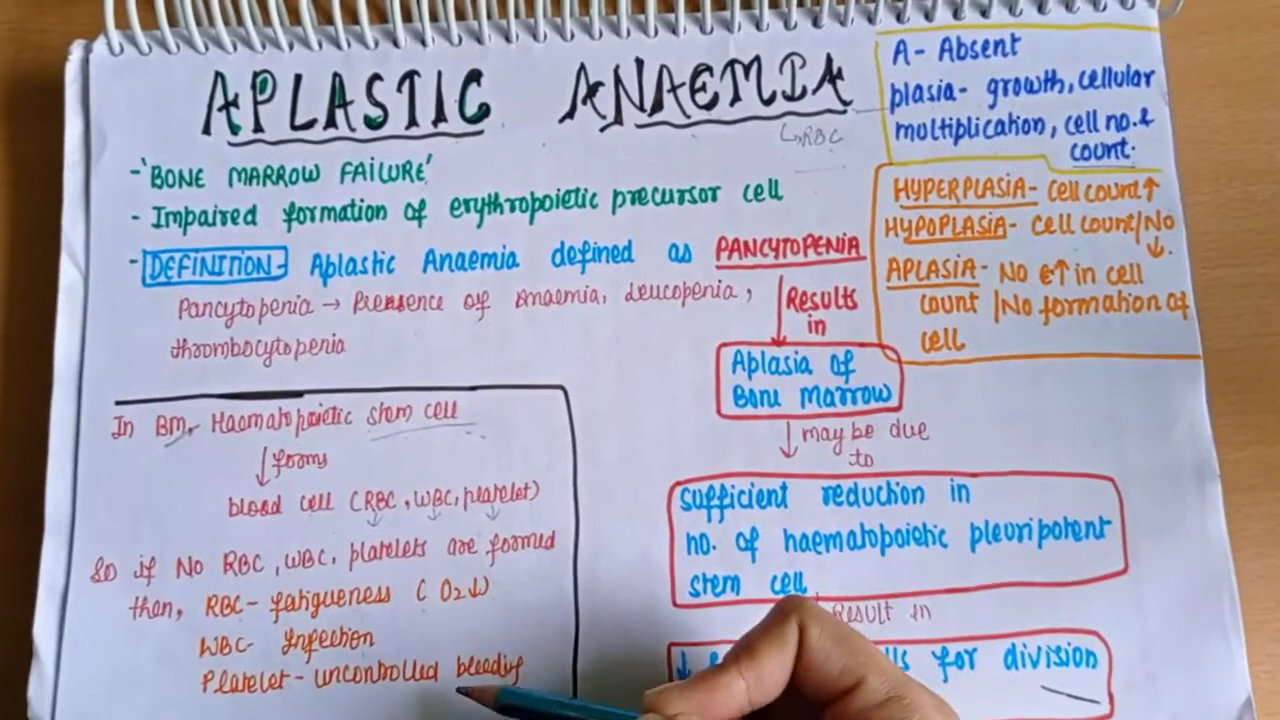 APLASTIC ANAEMIA
↳RBC
-'BONE MARROW FAILURE'
- Impaired formation of erythropoietic precursor cell
- DEFINITION- Aplastic Anaemia defined as PANCYTOPENIA
Pancytopenia → Presence of Anaemia, Leucopenia,
thrombocytopenia
Results
in
Aplasia of
Bone Marrow
↓ may be due
to
sufficient reduction in
no. of haematopoietic pleuripotent
stem cell
Result in
↓ for division
A- Absent
plasia- growth, cellular
multiplication, cell no. &
count.
HYPERPLASIA- cell count ↑
HYPOPLASIA- cell count/No
↓.
APLASIA- No ↑ in cell
count /No formation of
cell
In BM, Haematopoietic stem cell
↓ forms
blood cell (RBC, WBC, platelet)
So if No RBC, WBC, platelets are formed
then, RBC- fatigueness (O2↓)
WBC- Infection
Platelet- uncontrolled bleeding